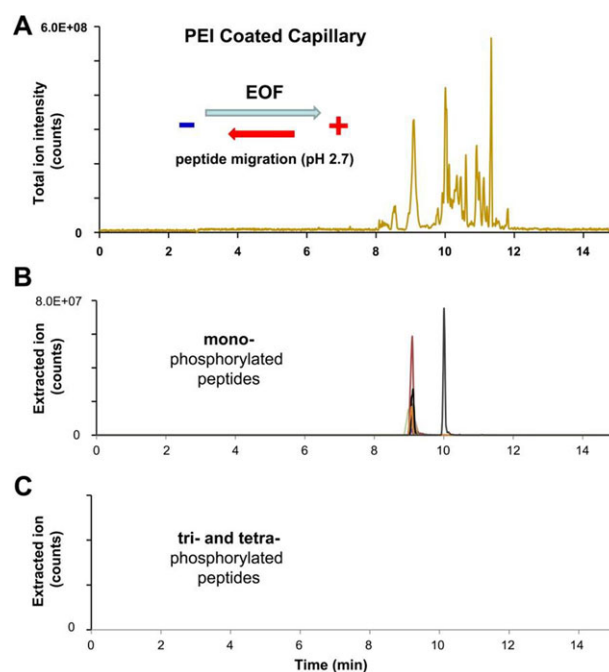 A
PEI Coated Capillary
6.0E+08
EOF
- +
peptide migration (pH 2.7)
Total ion intensity
(counts)
0
0 2 4 6 8 10 12 14
B
8.0E+07
mono-
phosphorylated
peptides
Extracted ion
(counts)
0
0 2 4 6 8 10 12 14
C
tri- and tetra-
phosphorylated
peptides
Extracted ion
(counts)
0
0 2 4 6 8 10 12 14
Time (min)